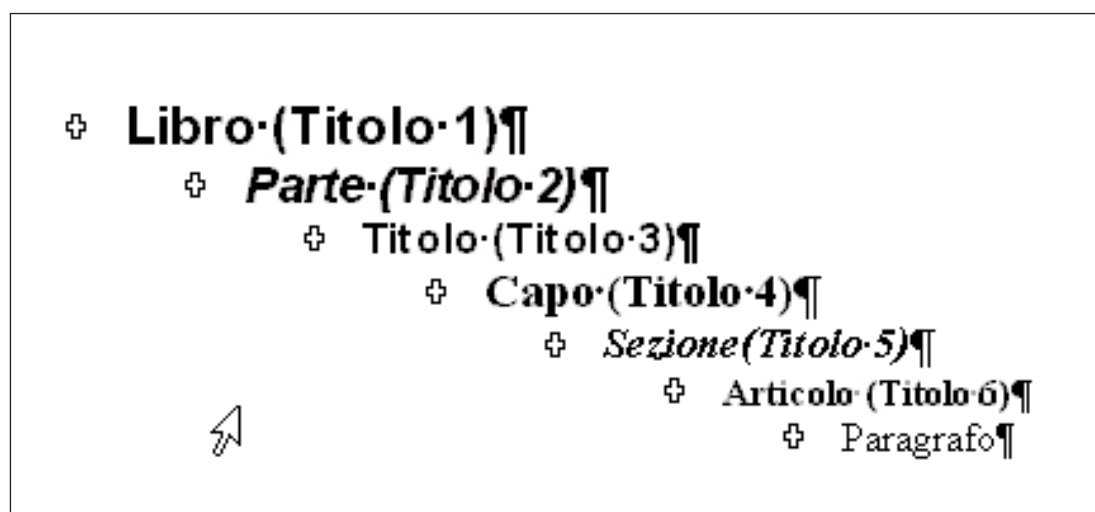 Libro·(Titolo·1)¶
Parte·(Titolo·2)¶
Titolo·(Titolo·3)¶
Capo·(Titolo·4)¶
Sezione(Titolo·5)¶
Articolo·(Titolo·6)¶
Paragrafo¶